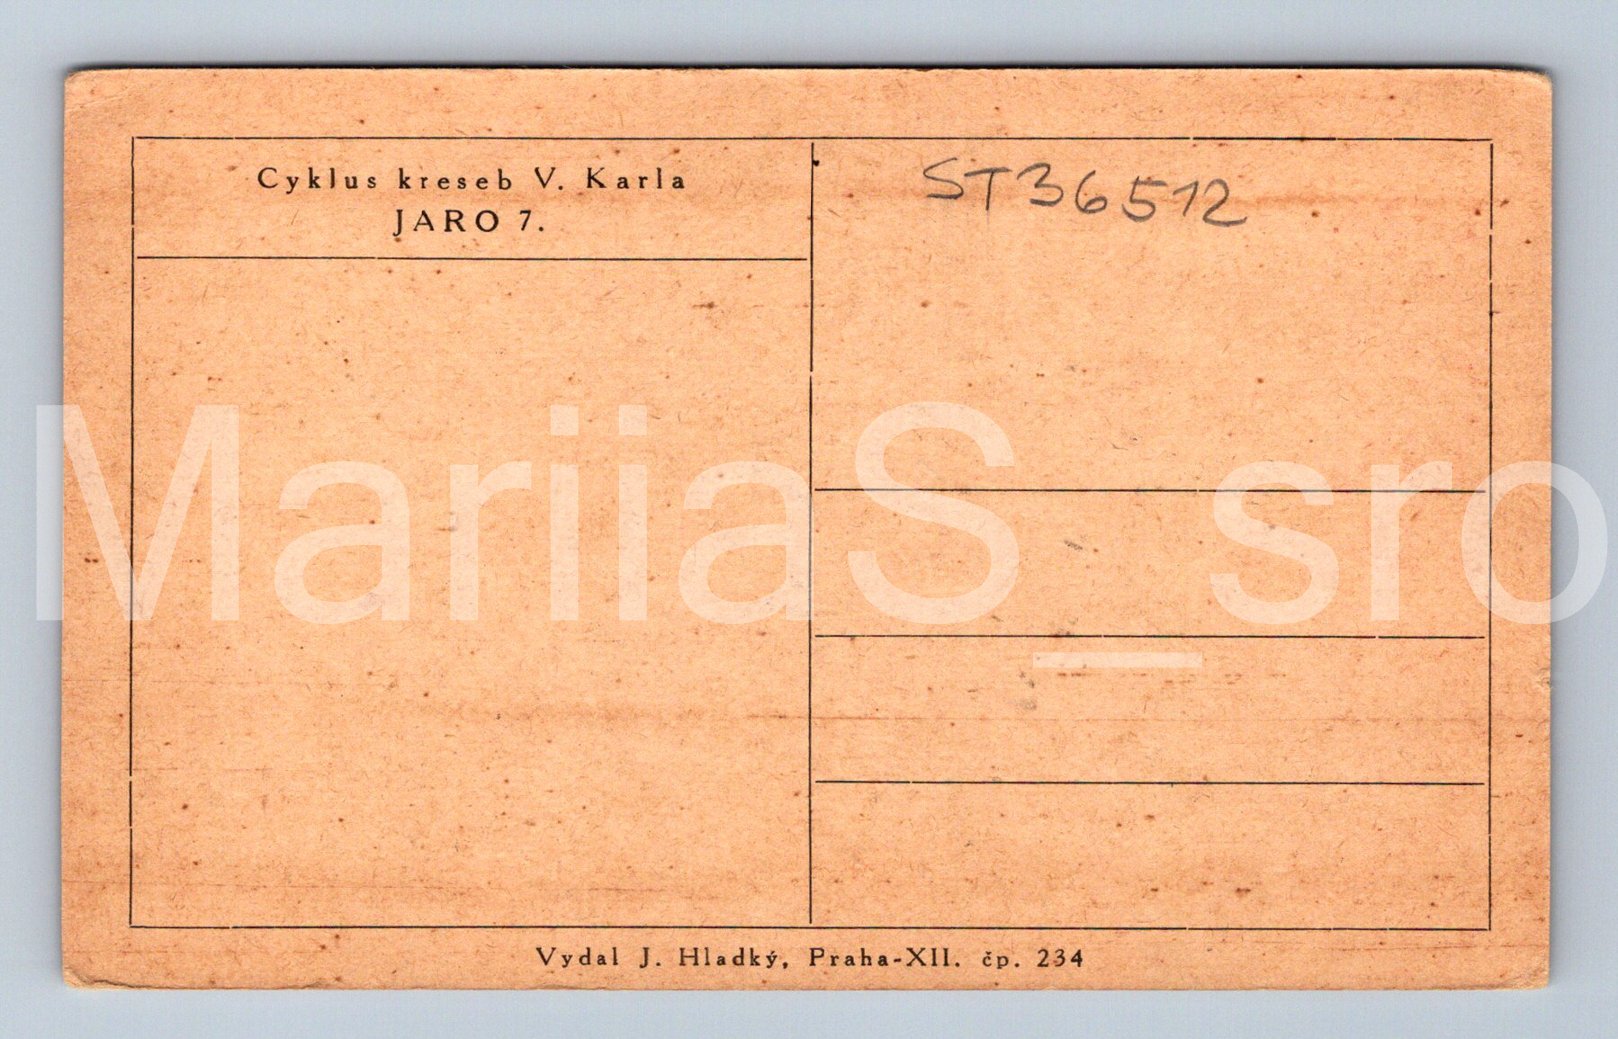 Cyklus kreseb V. Karla
JARO 7.
ST36512
MariiaS_sro
Vydal J. Hladký, Praha-XII. čp. 234